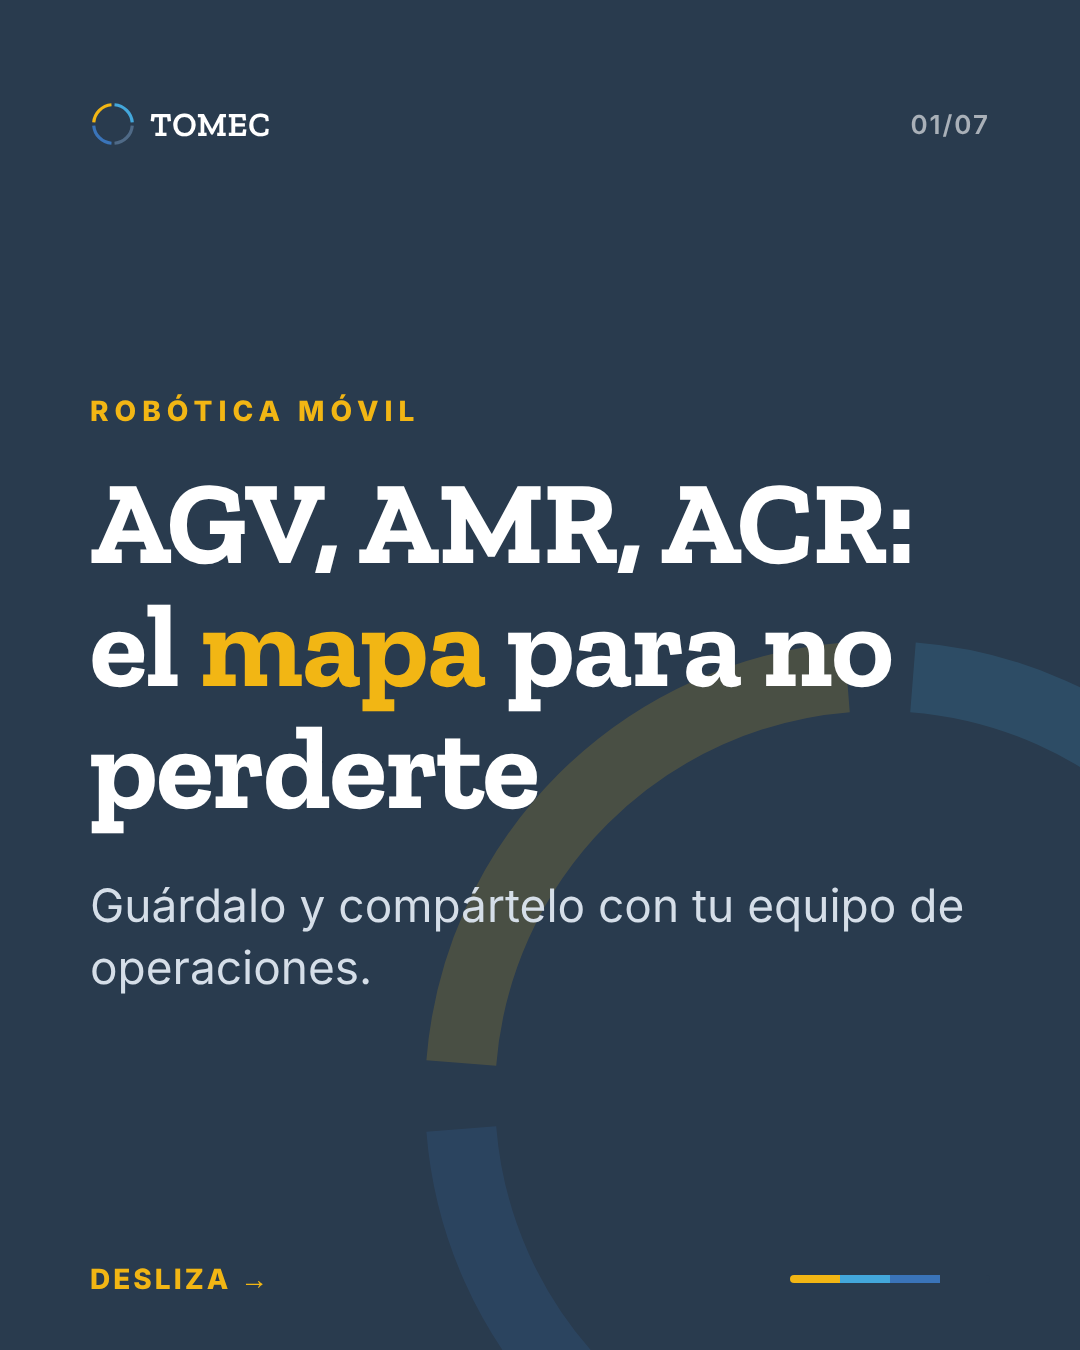 TOMEC
01/07
ROBÓTICA MÓVIL
AGV, AMR, ACR:
el mapa para no
perderte
Guárdalo y compártelo con tu equipo de
operaciones.
DESLIZA →